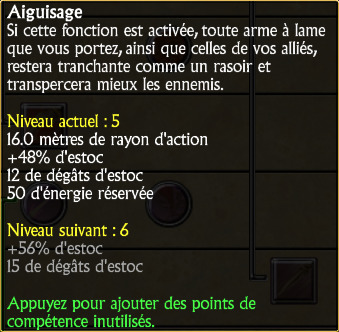 Aiguisage
Si cette fonction est activée, toute arme à lame
que vous portez, ainsi que celles de vos alliés,
restera tranchante comme un rasoir et
transpercera mieux les ennemis.
Niveau actuel : 5
16.0 mètres de rayon d'action
+48% d'estoc
12 de dégâts d'estoc
50 d'énergie réservée
Niveau suivant : 6
+56% d'estoc
15 de dégâts d'estoc
Appuyez pour ajouter des points de
compétence inutilisés.